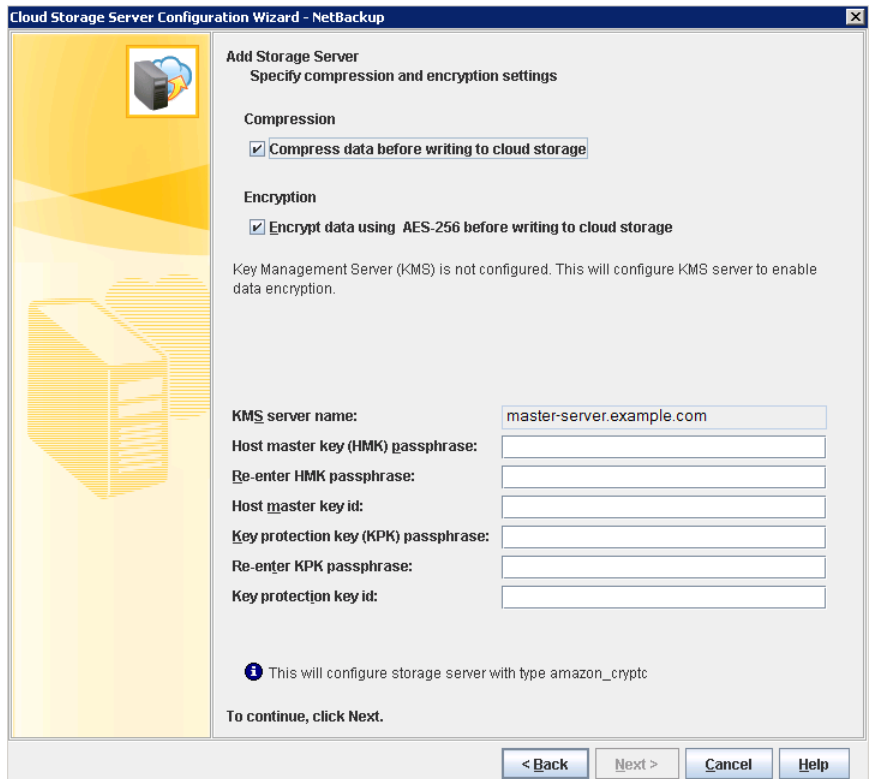 Cloud Storage Server Configuration Wizard - NetBackup
Add Storage Server
Specify compression and encryption settings
Compression
Compress data before writing to cloud storage
Encryption
Encrypt data using AES-256 before writing to cloud storage
Key Management Server (KMS) is not configured. This will configure KMS server to enable
data encryption.
KMS server name: master-server.example.com
Host master key (HMK) passphrase:
Re-enter HMK passphrase:
Host master key id:
Key protection key (KPK) passphrase:
Re-enter KPK passphrase:
Key protection key id:
This will configure storage server with type amazon_cryptc
To continue, click Next.
< Back Next > Cancel Help